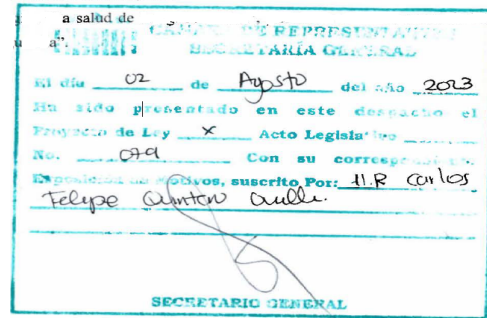 a salud de
a".
CÁMARA DE REPRESENTANTES
SECRETARÍA GENERAL
El día 02 de Agosto del año 2023
Ha sido presentado en este despacho el
Proyecto de Ley X Acto Legislativo
No. 079 Con su correspondiente
Exposición de Motivos, suscrito Por: H.R Carlos
Felipe Quintero Ovalle.
SECRETARIO GENERAL